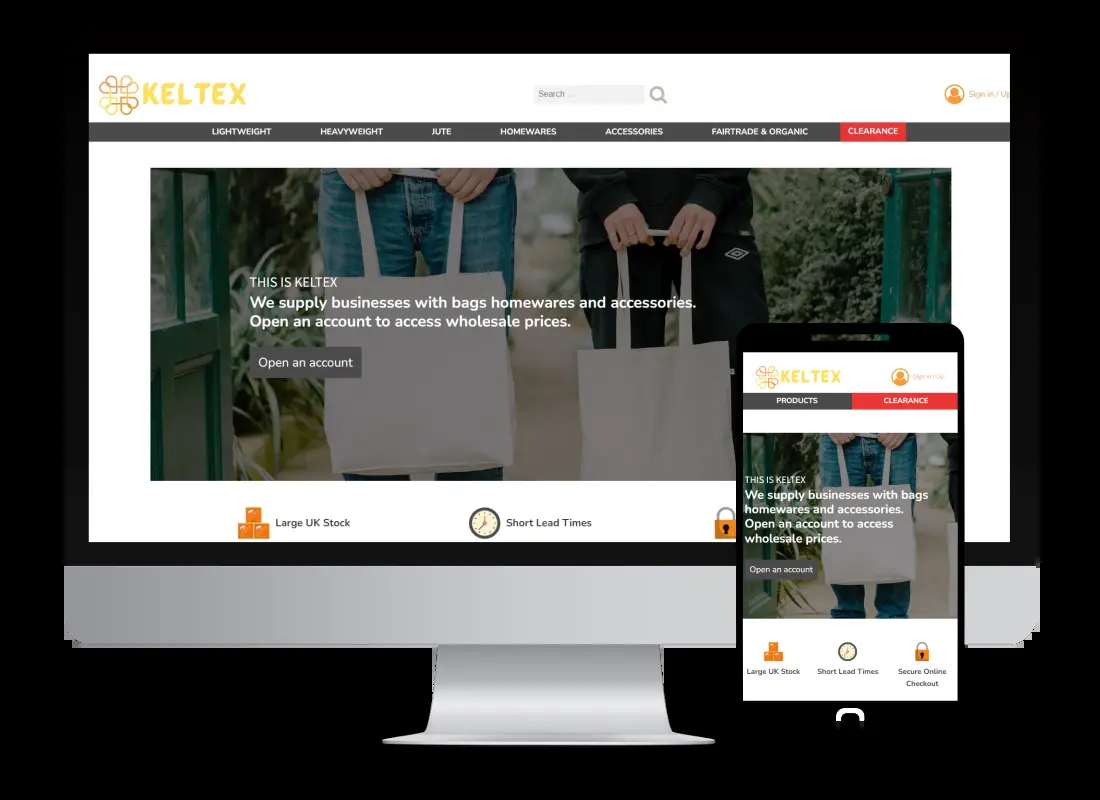 KELTEX
Search ...
Sign in / Up
LIGHTWEIGHT HEAVYWEIGHT JUTE HOMEWARES ACCESSORIES FAIRTRADE & ORGANIC CLEARANCE
THIS IS KELTEX
We supply businesses with bags homewares and accessories.
Open an account to access wholesale prices.
Open an account
Large UK Stock
Short Lead Times
KELTEX
Sign in / Up
PRODUCTS CLEARANCE
THIS IS KELTEX
We supply businesses with bags
homewares and accessories.
Open an account to access
wholesale prices.
Open an account
Large UK Stock
Short Lead Times
Secure Online
Checkout